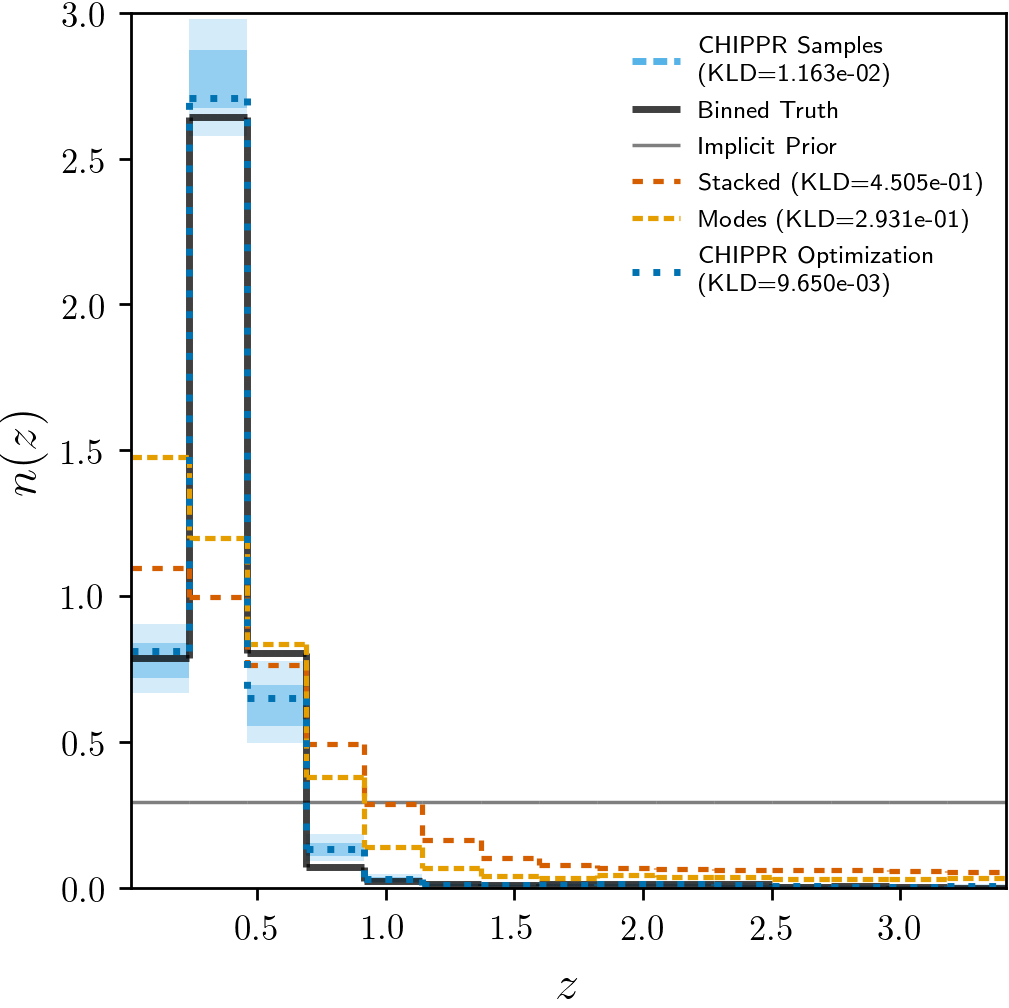 3.0
2.5
2.0
1.5
1.0
0.5
0.0
n(z)
CHIPPR Samples
(KLD=1.163e-02)
Binned Truth
Implicit Prior
Stacked (KLD=4.505e-01)
Modes (KLD=2.931e-01)
CHIPPR Optimization
(KLD=9.650e-03)
0.5
1.0
1.5
2.0
2.5
3.0
z